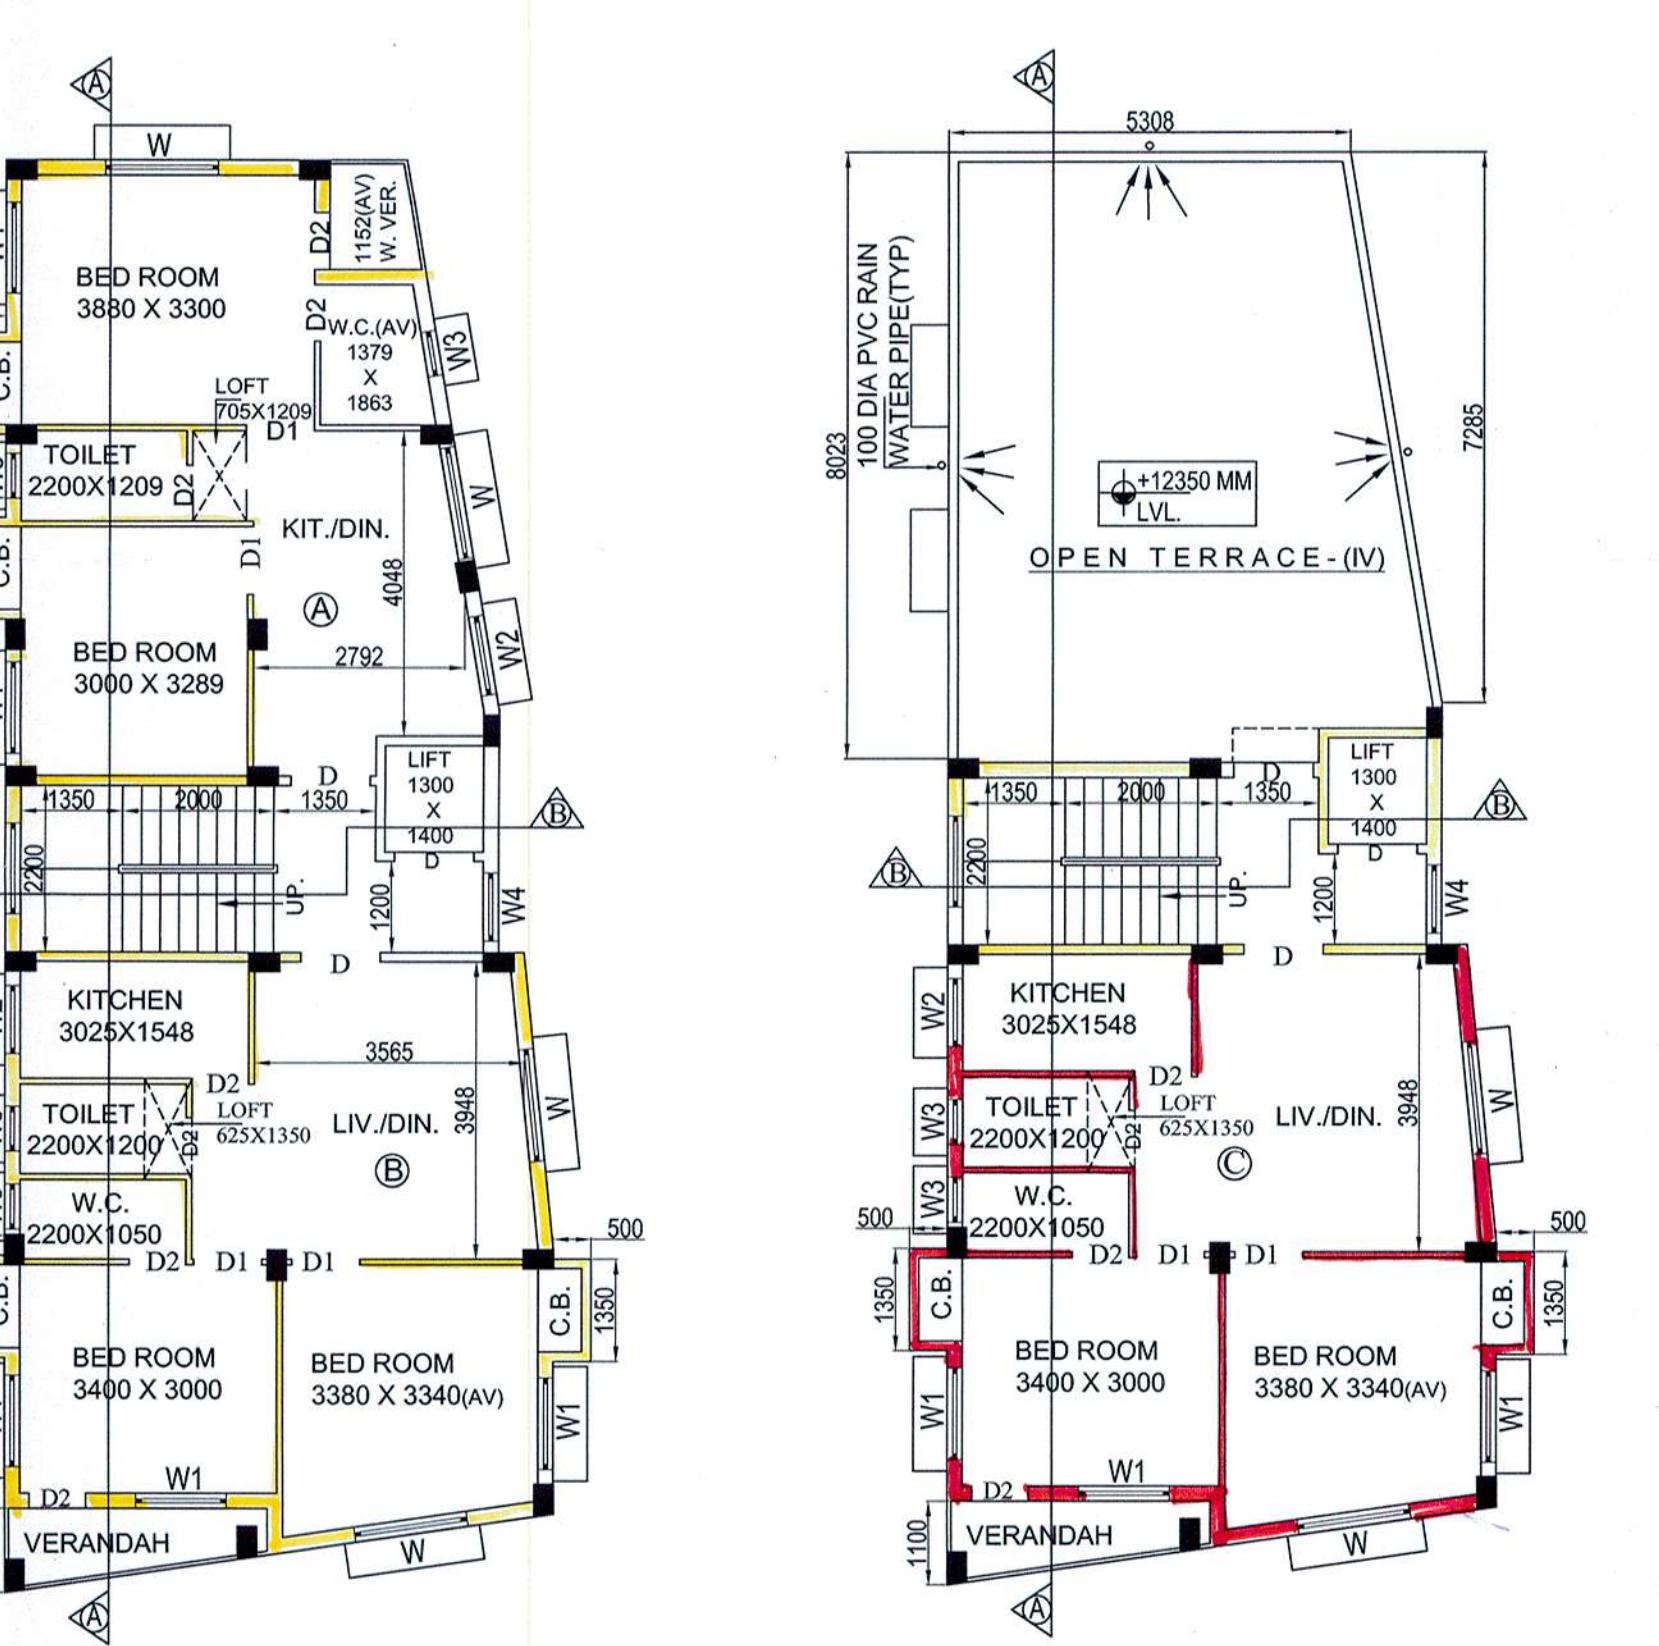 A
W
BED ROOM
3880 X 3300
D2
1152(AV)
W. VER.
D2
W.C.(AV)
1379
X
1863
W3
C.B.
LOFT
705X1209
D1
TOILET
2200X1209
D2
KIT./DIN.
W
C.B.
D1
A
4048
2792
W2
BED ROOM
3000 X 3289
D
LIFT
1300
X
1400
D
1350
2000
1350
B
2200
UP.
1200
W4
D
KITCHEN
3025X1548
3565
D2
TOILET
2200X1200
D2
LOFT
625X1350
LIV./DIN.
3948
W
B
W.C.
2200X1050
500
D2
D1
D1
C.B.
C.B.
1350
BED ROOM
3400 X 3000
BED ROOM
3380 X 3340(AV)
W1
W1
D2
VERANDAH
W
A
A
5308
100 DIA PVC RAIN
WATER PIPE(TYP)
8023
7285
+12350 MM
LVL.
OPEN TERRACE-(IV)
D
LIFT
1300
X
1400
D
1350
2000
1350
B
B
2200
UP.
1200
W4
D
W2
KITCHEN
3025X1548
D2
W3
TOILET
2200X1200
D2
LOFT
625X1350
LIV./DIN.
3948
W
C
W3
W.C.
2200X1050
500
500
D2
D1
D1
1350
C.B.
C.B.
1350
BED ROOM
3400 X 3000
BED ROOM
3380 X 3340(AV)
W1
W1
W1
D2
1100
VERANDAH
W
A